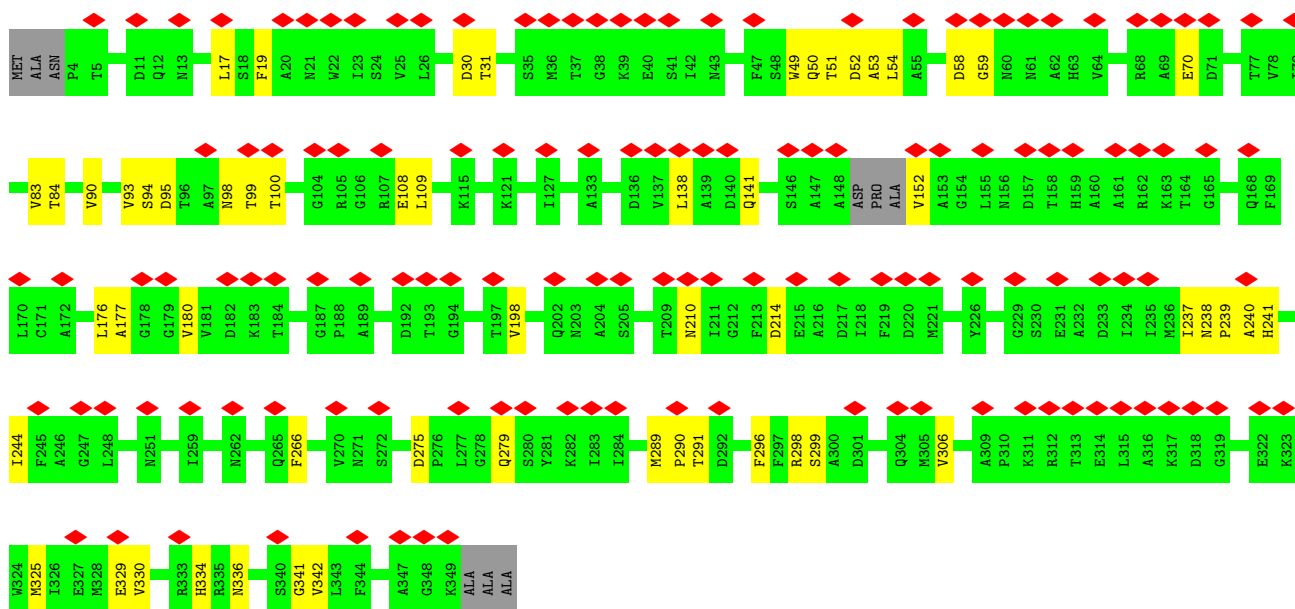 MET ALA ASN P4 T5 D11 Q12 N13 L17 S18 F19 A20 N21 W22 I23 S24 V25 L26 D30 T31 S35 M36 T37 G38 K39 E40 S41 I42 N43 F47 S48 W49 Q50 T51 D52 A53 L54 A55 D58 G59 N60 N61 A62 H63 V64 R68 A69 E70 D71 T77 V78
V83 T84 V90 V93 S94 D95 T96 A97 N98 T99 T100 G104 R105 G106 R107 E108 L109 K115 K121 I127 A133 D136 V137 L138 A139 D140 Q141 S146 A147 A148 ASP PRO ALA V152 A153 G154 L155 N156 D157 T158 H159 A160 A161 R162 K163 T164 G165 Q168 F169
L170 G171 A172 L176 A177 G178 G179 V180 V181 D182 K183 T184 G187 P188 A189 D192 T193 G194 T197 V198 Q202 N203 A204 S205 T209 N210 I211 G212 F213 D214 E215 A216 D217 I218 F219 D220 M221 Y226 G229 S230 E231 A232 D233 I234 I235 M236 I237 N238 P239 A240 H241
I244 F245 A246 G247 L248 N251 I259 N262 Q265 F266 V270 N271 S272 D275 P276 L277 G278 Q279 S280 Y281 K282 I283 I284 M289 P290 T291 D292 F296 F297 R298 S299 A300 D301 Q304 M305 V306 A309 P310 K311 R312 T313 E314 L315 A316 K317 D318 G319 E322 K323
W324 M325 I326 E327 M328 E329 V330 R333 H334 R335 N336 S340 G341 V342 L343 F344 A347 G348 K349 ALA ALA ALA